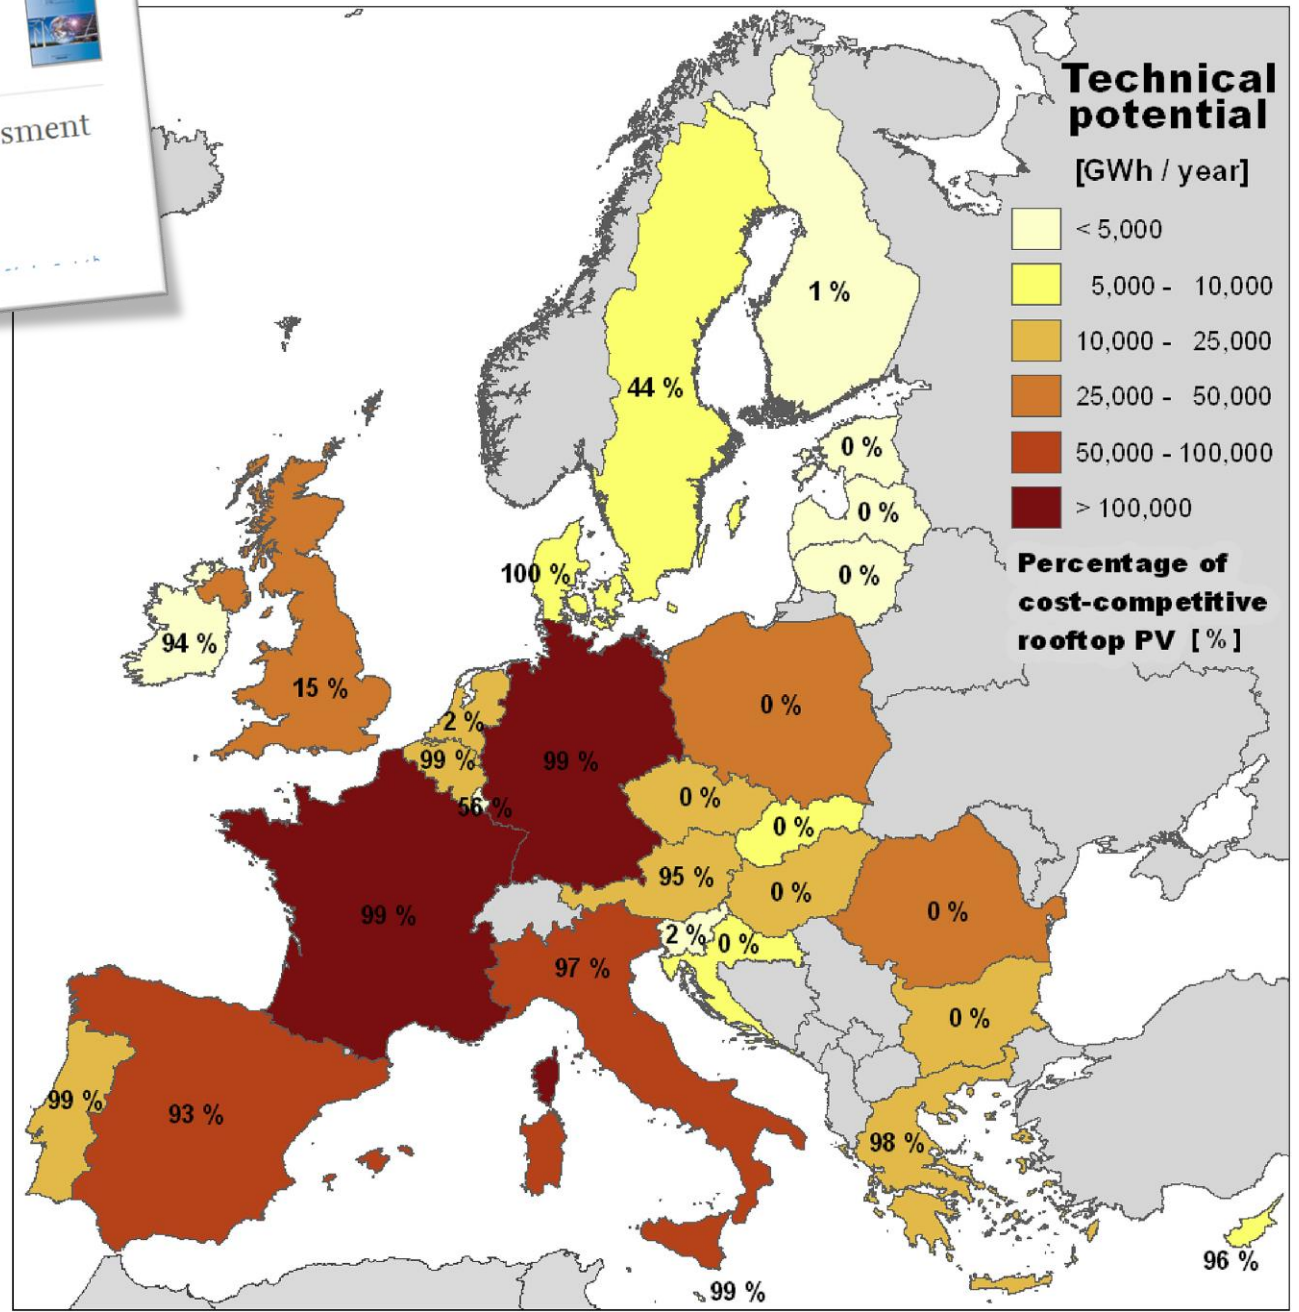 sment
Technical
potential
[GWh / year]
< 5,000
5,000 - 10,000
10,000 - 25,000
25,000 - 50,000
50,000 - 100,000
> 100,000
Percentage of
cost-competitive
rooftop PV [%]
1 %
44 %
0 %
0 %
0 %
100 %
94 %
15 %
2 %
99 %
56 %
99 %
0 %
0 %
0 %
95 %
0 %
99 %
2 %
0 %
0 %
97 %
0 %
99 %
93 %
98 %
96 %
99 %